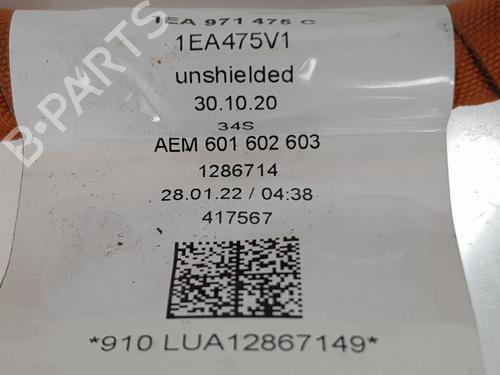 1EA 971 475 C
1EA475V1
unshielded
30.10.20
34S
AEM 601 602 603
1286714
28.01.22 / 04:38
417567
*910 LUA12867149*